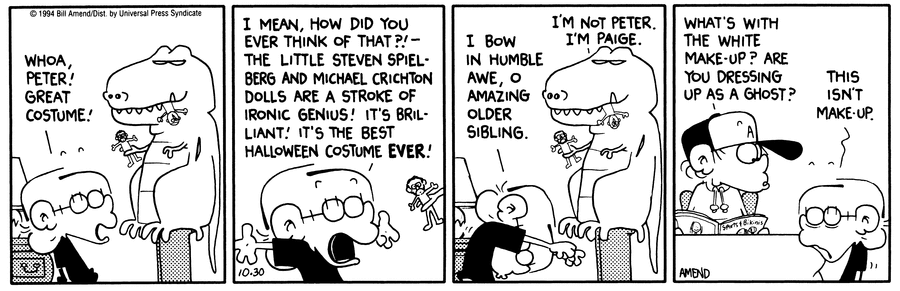 © 1994 Bill Amend/Dist. by Universal Press Syndicate
WHOA,
PETER!
GREAT
COSTUME!
I MEAN, HOW DID YOU
EVER THINK OF THAT?!—
THE LITTLE STEVEN SPIEL-
BERG AND MICHAEL CRICHTON
DOLLS ARE A STROKE OF
IRONIC GENIUS! IT'S BRIL-
LIANT! IT'S THE BEST
HALLOWEEN COSTUME EVER!
10·30
I BOW
IN HUMBLE
AWE, O
AMAZING
OLDER
SIBLING.
I'M NOT PETER.
I'M PAIGE.
WHAT'S WITH
THE WHITE
MAKE-UP? ARE
YOU DRESSING
UP AS A GHOST?
THIS
ISN'T
MAKE-UP.
A
AMEND